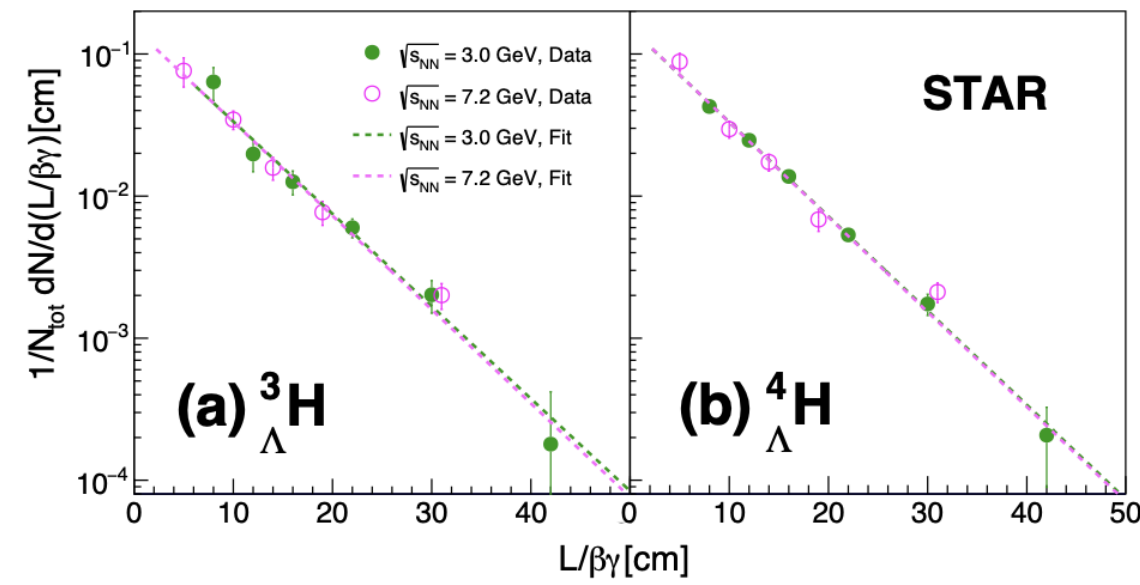 1/N_tot dN/d(L/βγ)[cm]
10⁻¹
10⁻²
10⁻³
10⁻⁴
√s_NN = 3.0 GeV, Data
√s_NN = 7.2 GeV, Data
√s_NN = 3.0 GeV, Fit
√s_NN = 7.2 GeV, Fit
(a) ³_ΛH
STAR
(b) ⁴_ΛH
0 10 20 30 40 0 10 20 30 40 50
L/βγ[cm]